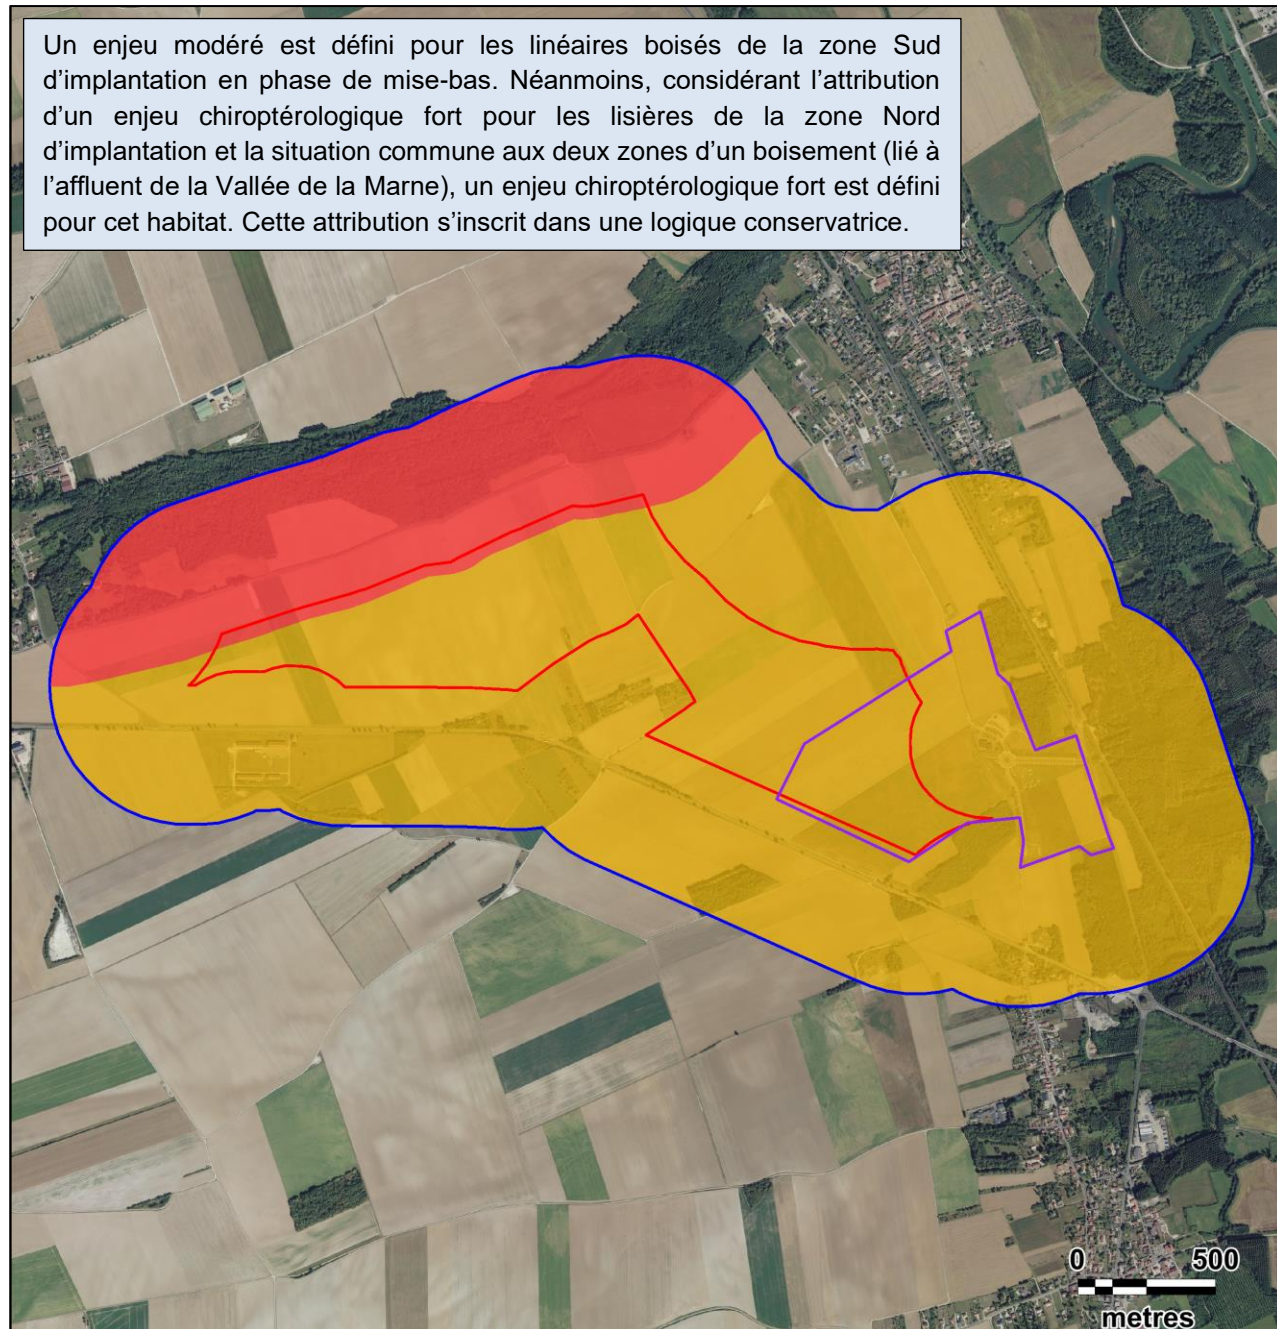 Un enjeu modéré est défini pour les linéaires boisés de la zone Sud
d’implantation en phase de mise-bas. Néanmoins, considérant l’attribution
d’un enjeu chiroptérologique fort pour les lisières de la zone Nord
d’implantation et la situation commune aux deux zones d’un boisement (lié à
l’affluent de la Vallée de la Marne), un enjeu chiroptérologique fort est défini
pour cet habitat. Cette attribution s’inscrit dans une logique conservatrice.
0 500
metres